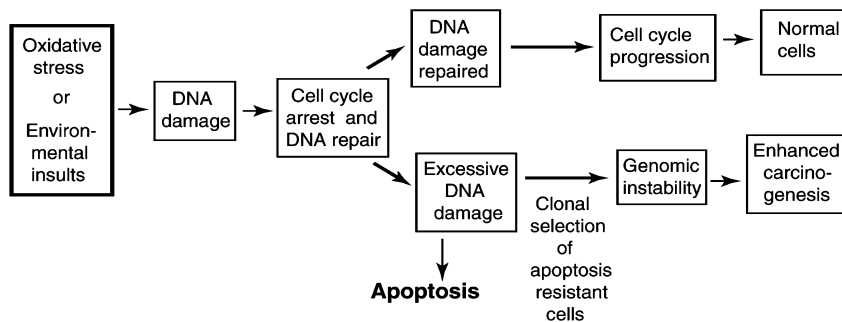 Oxidative
stress
or
Environ-
mental
insults
DNA
damage
Cell cycle
arrest and
DNA repair
DNA
damage
repaired
Cell cycle
progression
Normal
cells
Excessive
DNA
damage
Apoptosis
Clonal
selection
of
apoptosis
resistant
cells
Genomic
instability
Enhanced
carcino-
genesis